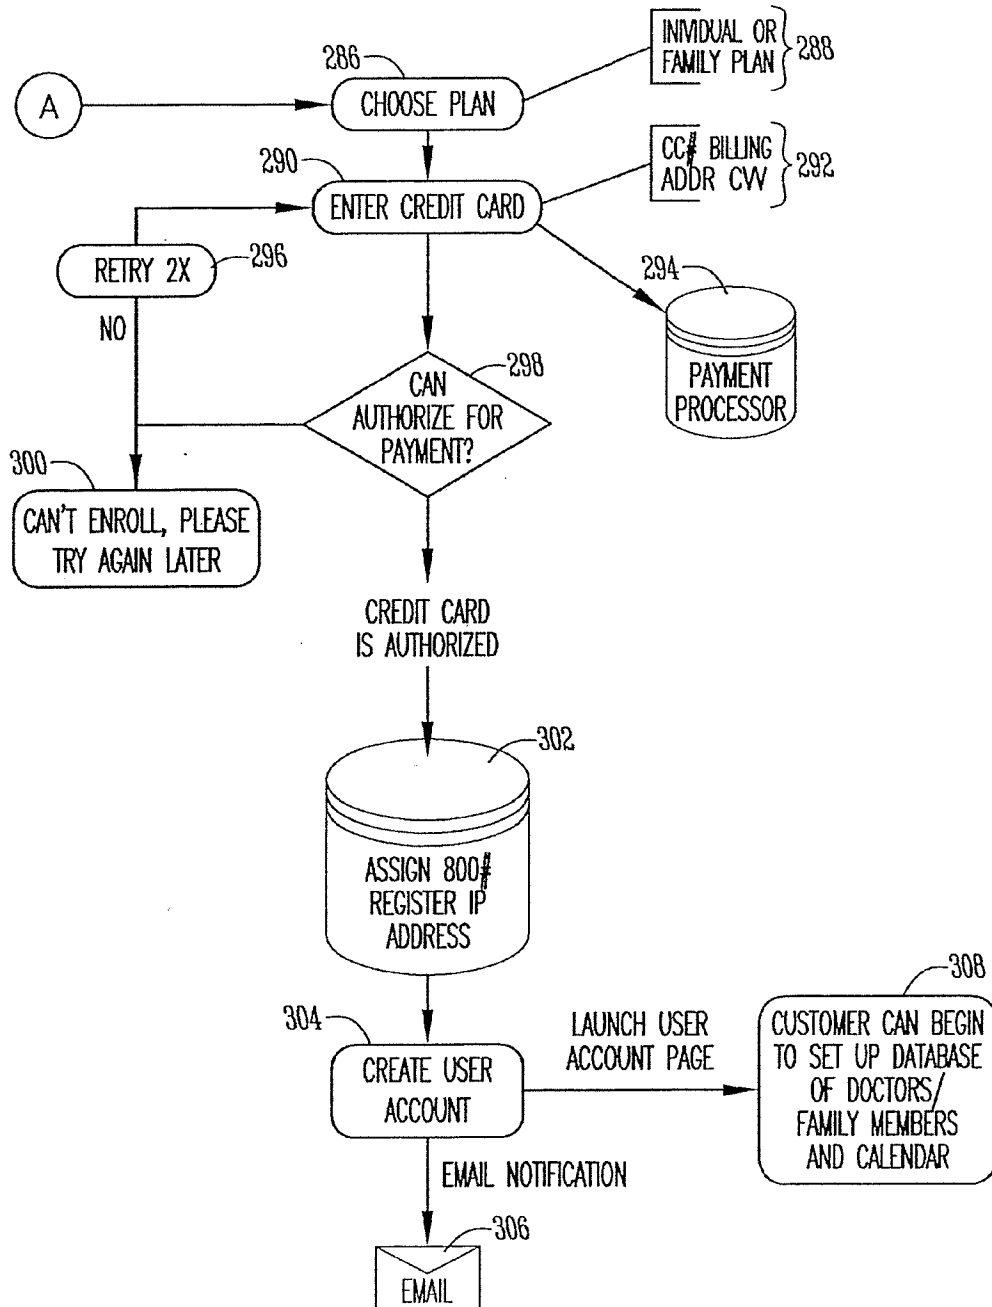 286
INIVIDUAL OR
FAMILY PLAN
288
A
CHOOSE PLAN
290
CC# BILLING
ADDR CVV
292
ENTER CREDIT CARD
RETRY 2X
296
294
NO
PAYMENT
PROCESSOR
298
CAN
AUTHORIZE FOR
PAYMENT?
300
CAN'T ENROLL, PLEASE
TRY AGAIN LATER
CREDIT CARD
IS AUTHORIZED
302
ASSIGN 800#
REGISTER IP
ADDRESS
304
CREATE USER
ACCOUNT
LAUNCH USER
ACCOUNT PAGE
308
CUSTOMER CAN BEGIN
TO SET UP DATABASE
OF DOCTORS/
FAMILY MEMBERS
AND CALENDAR
EMAIL NOTIFICATION
306
EMAIL